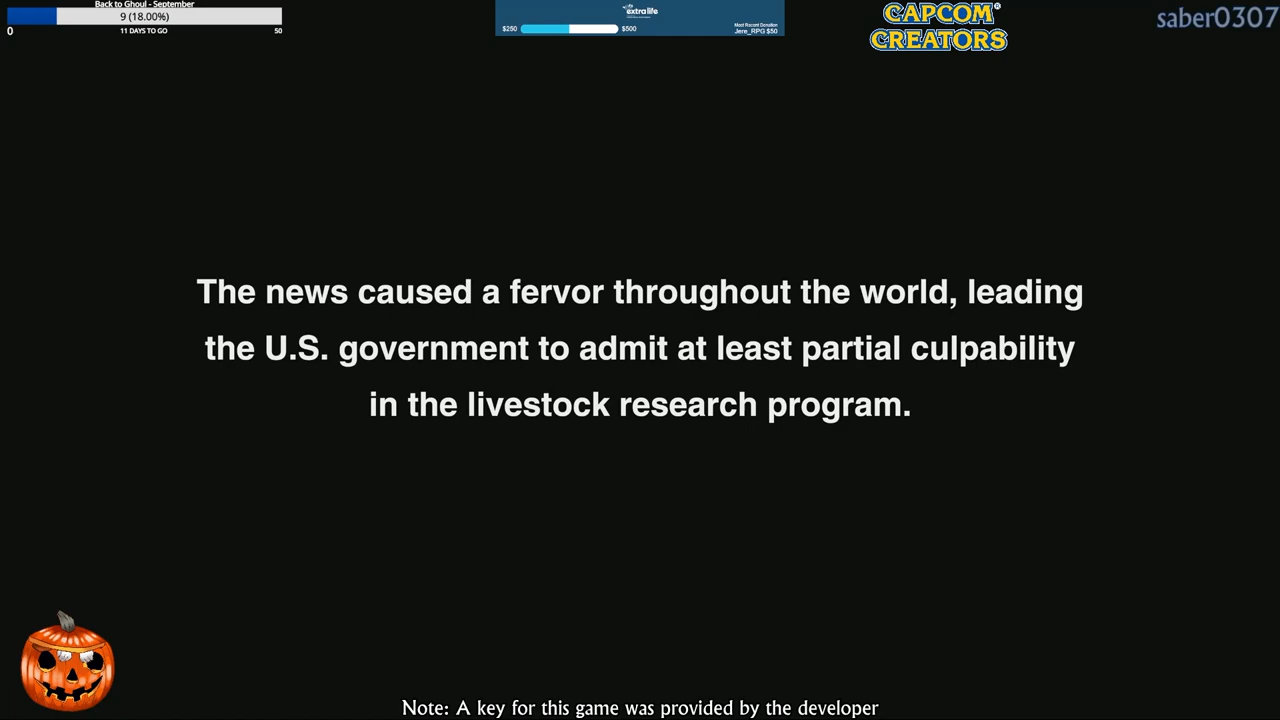 Back to Ghoul - September
9 (18.00%)
0
11 DAYS TO GO
50
extralife
$250
$500
Most Recent Donation
Jere_RPG $50
CAPCOM
CREATORS
saber0307
The news caused a fervor throughout the world, leading
the U.S. government to admit at least partial culpability
in the livestock research program.
Note: A key for this game was provided by the developer